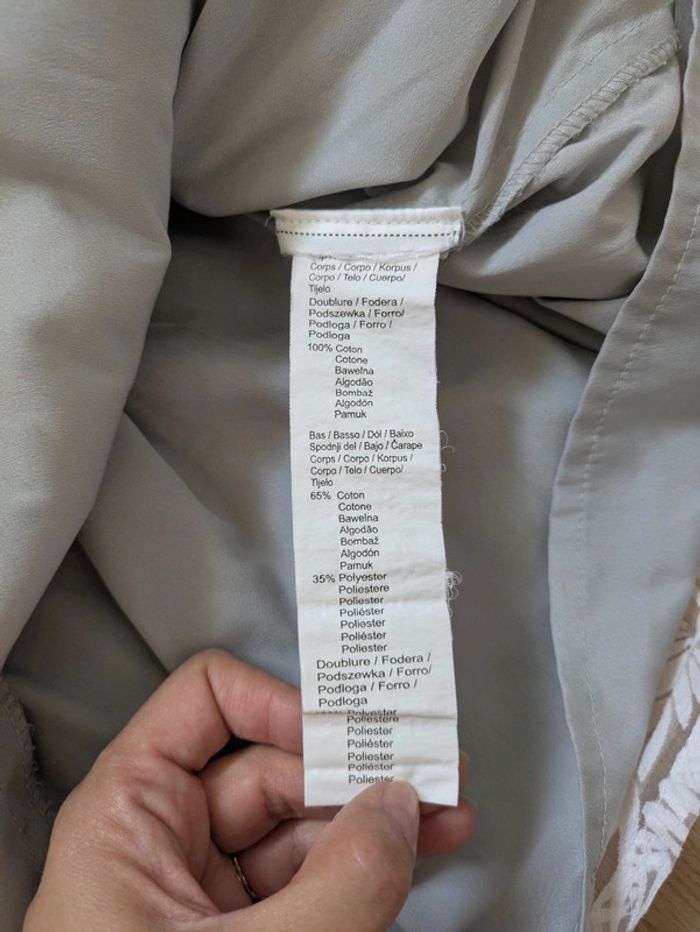 Corps / Corpo / Korpus /
Corpo / Telo / Cuerpo/
Tijelo
Doublure / Fodera /
Podszewka / Forro/
Podloga / Forro /
Podloga
100% Coton
Cotone
Bawełna
Algodão
Bombaž
Algodón
Pamuk
Bas / Basso / Dół / Baixo
Spodnji del / Bajo / Čarape
Corps / Corpo / Korpus /
Corpo / Telo / Cuerpo/
Tijelo
65% Coton
Cotone
Bawełna
Algodão
Bombaž
Algodón
Pamuk
35% Polyester
Poliestere
Poliester
Poliéster
Poliester
Poliéster
Poliester
Doublure / Fodera /
Podszewka / Forro/
Podloga / Forro /
Podloga
Polyester
Poliestere
Poliester
Poliéster
Poliester
Poliéster
Poliester